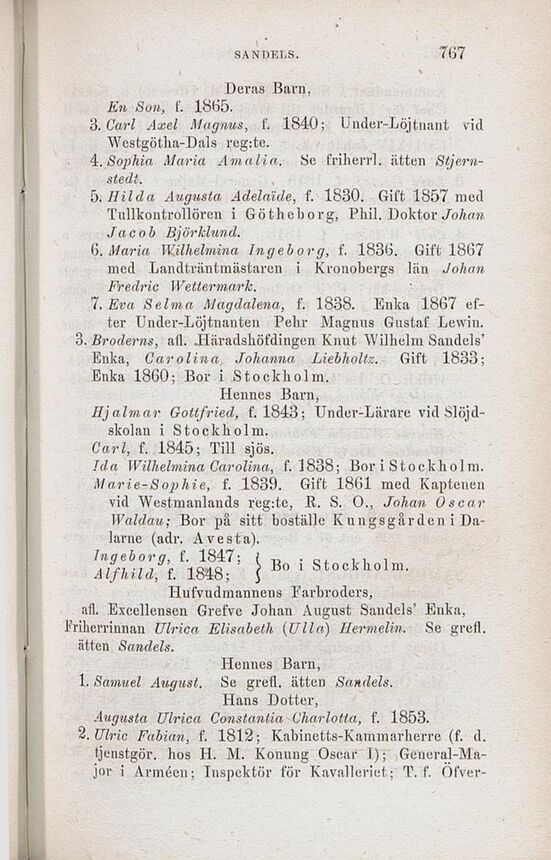 SANDELS. 767
Deras Barn,
En Son, f. 1865.
3. Carl Axel Magnus, f. 1840; Under-Löjtnant vid
Westgötha-Dals reg:te.
4. Sophia Maria Amalia. Se friherrl. ätten Stjern-
stedt.
5. Hilda Augusta Adelaïde, f. 1830. Gift 1857 med
Tullkontrollören i Götheborg, Phil. Doktor Johan
Jacob Björklund.
6. Maria Wilhelmina Ingeborg, f. 1836. Gift 1867
med Landträntmästaren i Kronobergs län Johan
Fredric Wettermark.
7. Eva Selma Magdalena, f. 1838. Enka 1867 ef-
ter Under-Löjtnanten Pehr Magnus Gustaf Lewin.
3. Broderns, afl. Häradshöfdingen Knut Wilhelm Sandels'
Enka, Carolina Johanna Liebholtz. Gift 1833;
Enka 1860; Bor i Stockholm.
Hennes Barn,
Hjalmar Gottfried, f. 1843; Under-Lärare vid Slöjd-
skolan i Stockholm.
Carl, f. 1845; Till sjös.
Ida Wilhelmina Carolina, f. 1838; Bor i Stockholm.
Marie-Sophie, f. 1839. Gift 1861 med Kaptenen
vid Westmanlands reg:te, R. S. O., Johan Oscar
Waldau; Bor på sitt boställe Kungsgården i Da-
larne (adr. Avesta).
Ingeborg, f. 1847; } Bo i Stockholm.
Alfhild, f. 1848;
Hufvudmannens Farbroders,
afl. Excellensen Grefve Johan August Sandels' Enka,
Friherrinnan Ulrica Elisabeth (Ulla) Hermelin. Se grefl.
ätten Sandels.
Hennes Barn,
1. Samuel August. Se grefl. ätten Sandels.
Hans Dotter,
Augusta Ulrica Constantia Charlotta, f. 1853.
2. Ulric Fabian, f. 1812; Kabinetts-Kammarherre (f. d.
tjenstgör. hos H. M. Konung Oscar I); General-Ma-
jor i Arméen; Inspektör för Kavalleriet; T. f. Öfver-